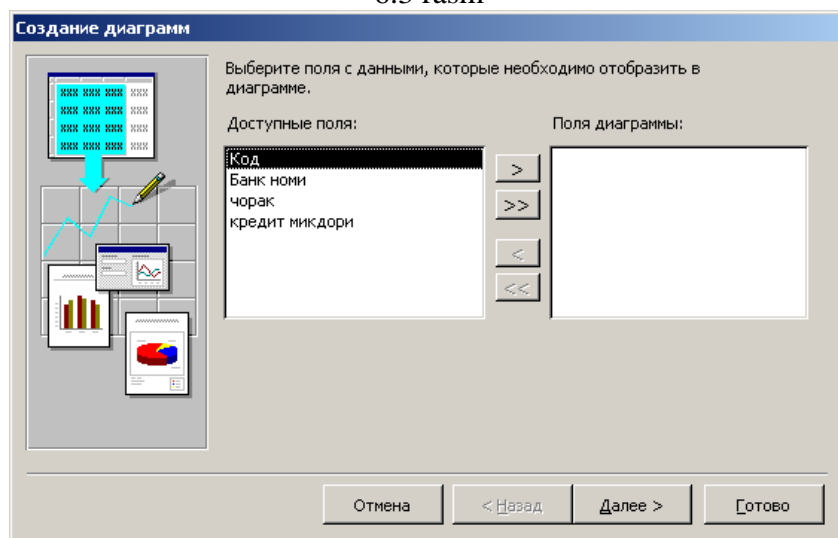 Создание диаграмм
Выберите поля с данными, которые необходимо отобразить в
диаграмме.
Доступные поля:
Поля диаграммы:
Код
Банк номи
чорак
кредит микдори
>
>>
<
<<
Отмена
< Назад
Далее >
Готово